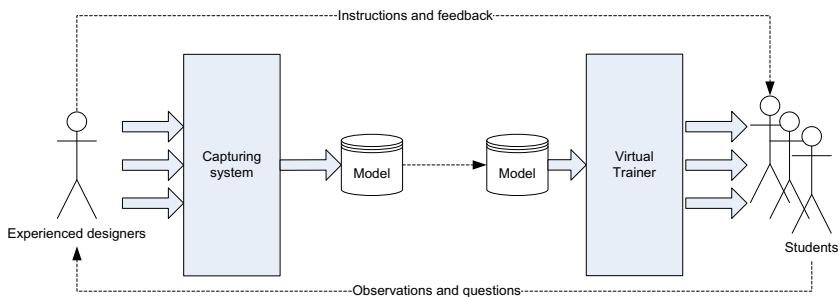 Instructions and feedback
Capturing
system
Model
Model
Virtual
Trainer
Experienced designers
Students
Observations and questions